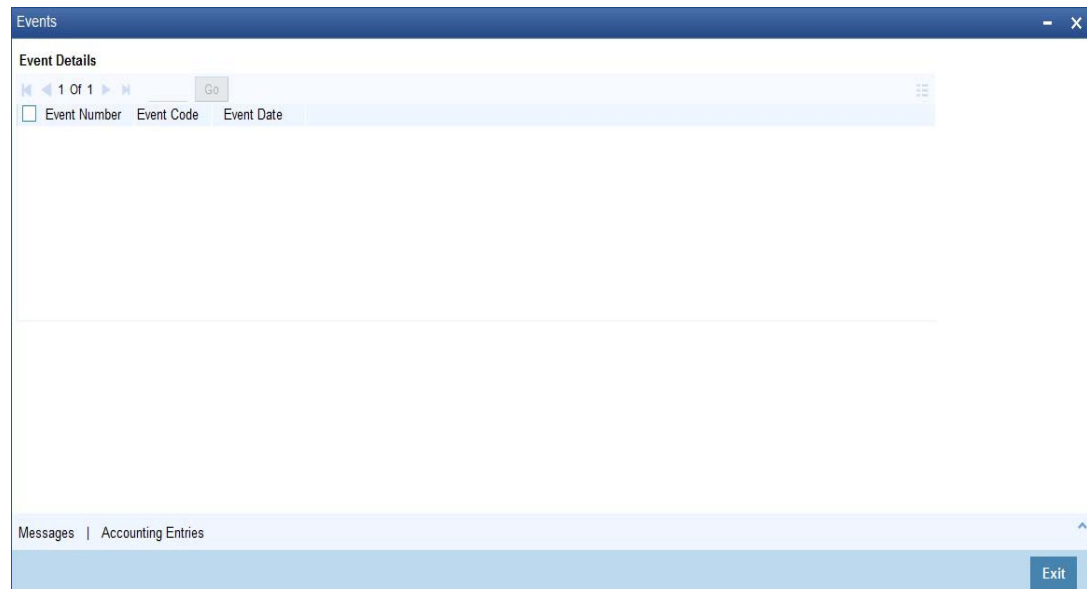 Events
Event Details
1 Of 1 Go
Event Number Event Code Event Date
Messages | Accounting Entries
Exit